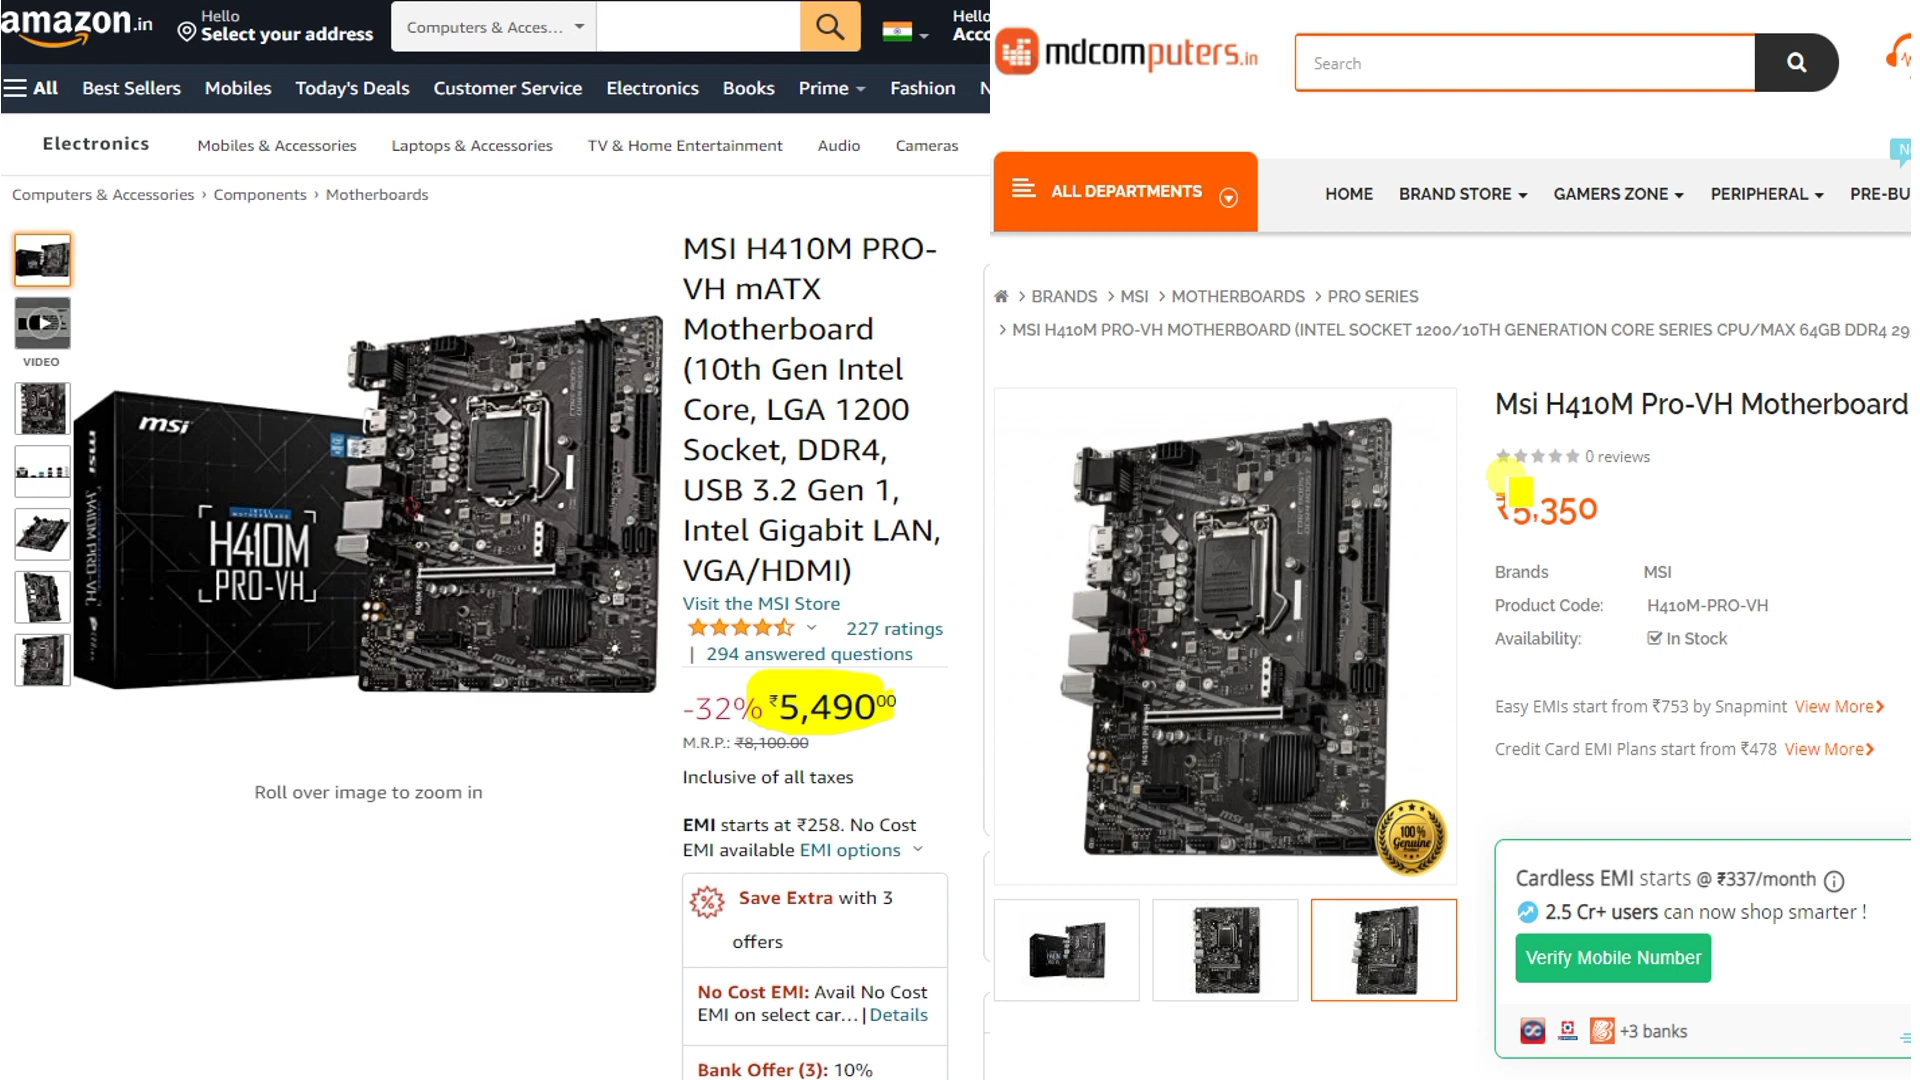 amazon.in
Hello
Select your address
Computers & Acces...
Hello
Acc
All
Best Sellers
Mobiles
Today's Deals
Customer Service
Electronics
Books
Prime
Fashion
N
Electronics
Mobiles & Accessories
Laptops & Accessories
TV & Home Entertainment
Audio
Cameras
Computers & Accessories › Components › Motherboards
VIDEO
msi
H410M
PRO-VH
MSI H410M PRO-
VH mATX
Motherboard
(10th Gen Intel
Core, LGA 1200
Socket, DDR4,
USB 3.2 Gen 1,
Intel Gigabit LAN,
VGA/HDMI)
Visit the MSI Store
227 ratings
| 294 answered questions
-32% ₹5,49000
M.R.P.: ₹8,100.00
Inclusive of all taxes
EMI starts at ₹258. No Cost
EMI available EMI options
Save Extra with 3
offers
No Cost EMI: Avail No Cost
EMI on select car... | Details
Bank Offer (3): 10%
Roll over image to zoom in
mdcomputers.in
Search
ALL DEPARTMENTS
HOME
BRAND STORE
GAMERS ZONE
PERIPHERAL
PRE-BU
BRANDS
MSI
MOTHERBOARDS
PRO SERIES
MSI H410M PRO-VH MOTHERBOARD (INTEL SOCKET 1200/10TH GENERATION CORE SERIES CPU/MAX 64GB DDR4 29
100%
Genuine
Msi H410M Pro-VH Motherboard
0 reviews
₹5,350
Brands MSI
Product Code: H410M-PRO-VH
Availability: In Stock
Easy EMIs start from ₹753 by Snapmint View More
Credit Card EMI Plans start from ₹478 View More
Cardless EMI starts @ ₹337/month
2.5 Cr+ users can now shop smarter !
Verify Mobile Number
+3 banks